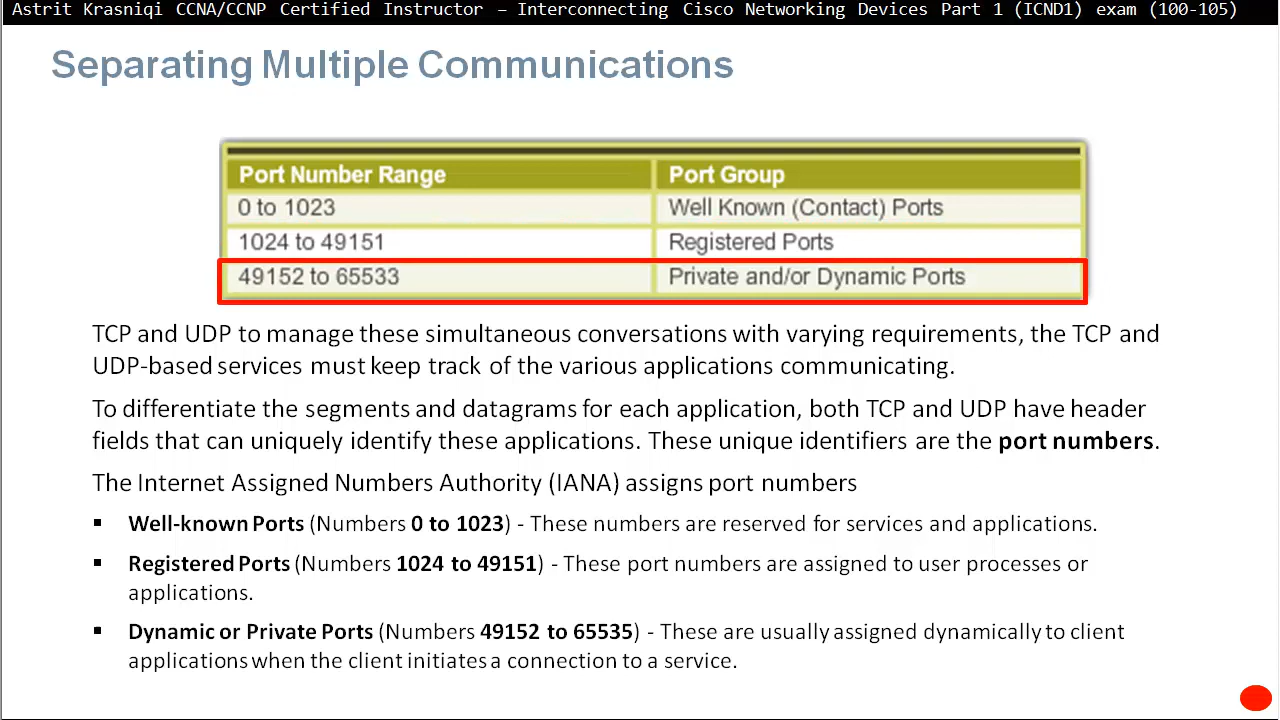 Astrit Krasniqi CCNA/CCNP Certified Instructor – Interconnecting Cisco Networking Devices Part 1 (ICND1) exam (100-105)
Separating Multiple Communications
Port Number Range Port Group
0 to 1023 Well Known (Contact) Ports
1024 to 49151 Registered Ports
49152 to 65533 Private and/or Dynamic Ports
TCP and UDP to manage these simultaneous conversations with varying requirements, the TCP and
UDP-based services must keep track of the various applications communicating.
To differentiate the segments and datagrams for each application, both TCP and UDP have header
fields that can uniquely identify these applications. These unique identifiers are the port numbers.
The Internet Assigned Numbers Authority (IANA) assigns port numbers
▪ Well-known Ports (Numbers 0 to 1023) - These numbers are reserved for services and applications.
▪ Registered Ports (Numbers 1024 to 49151) - These port numbers are assigned to user processes or
applications.
▪ Dynamic or Private Ports (Numbers 49152 to 65535) - These are usually assigned dynamically to client
applications when the client initiates a connection to a service.